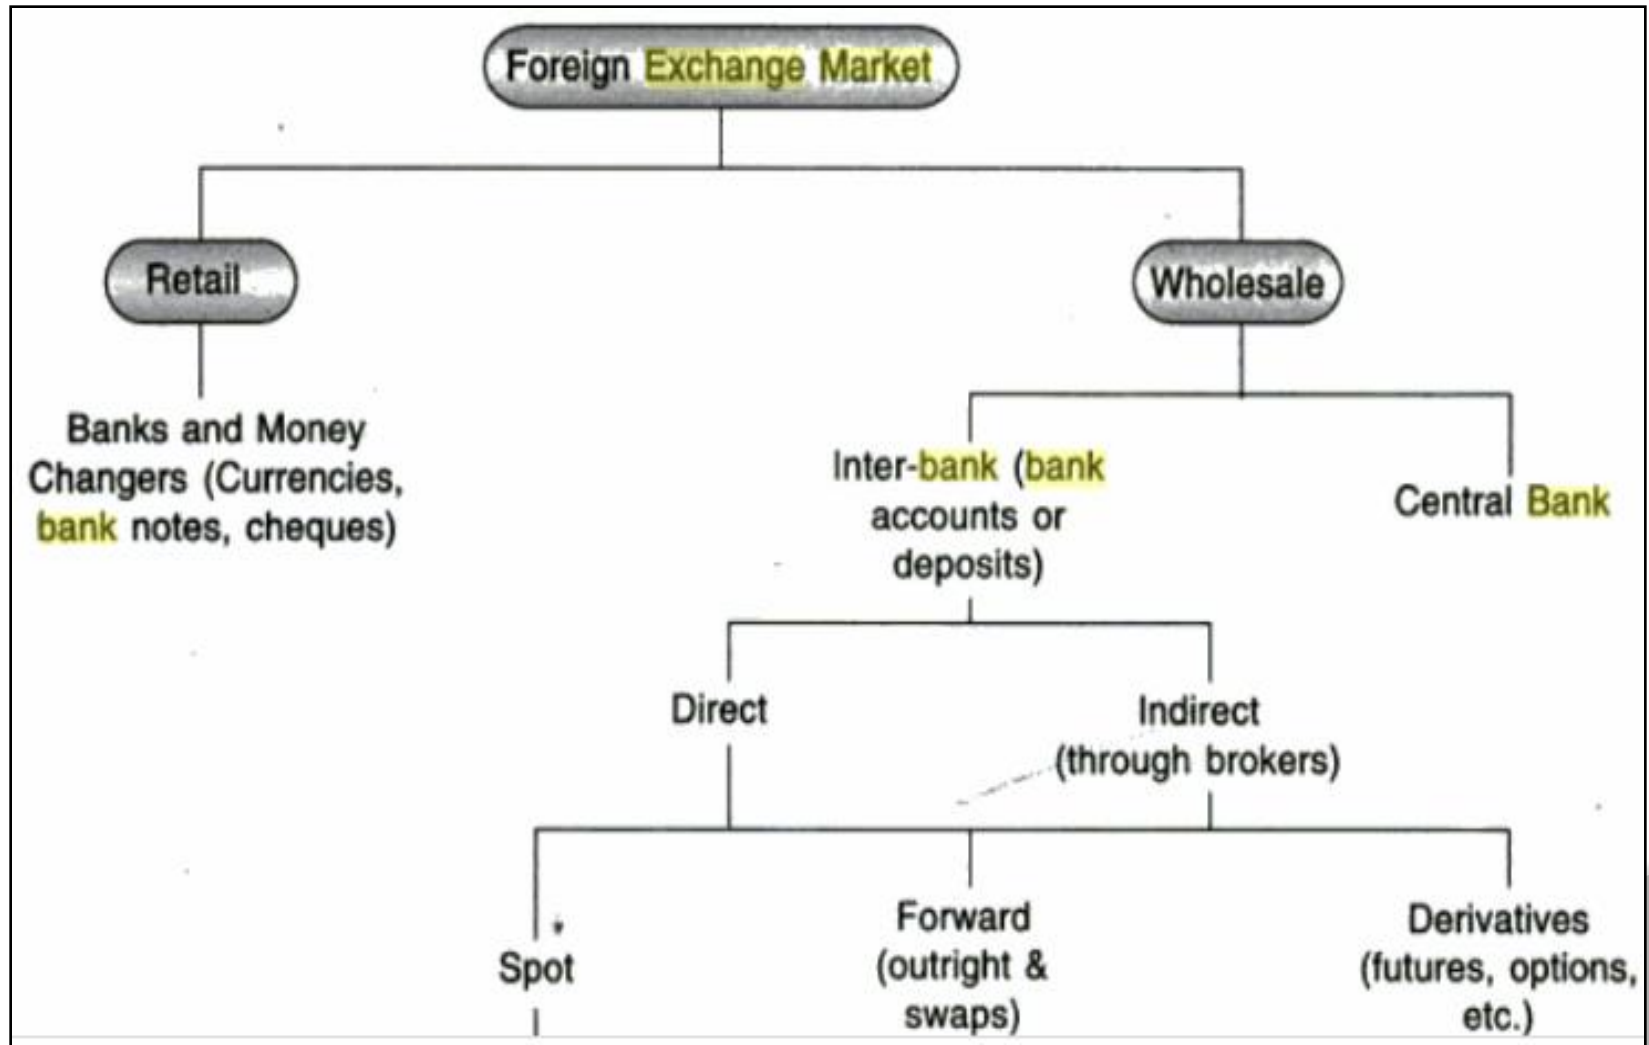 Foreign Exchange Market
Retail
Wholesale
Banks and Money
Changers (Currencies,
bank notes, cheques)
Inter-bank (bank
accounts or
deposits)
Central Bank
Direct
Indirect
(through brokers)
Spot
Forward
(outright &
swaps)
Derivatives
(futures, options,
etc.)